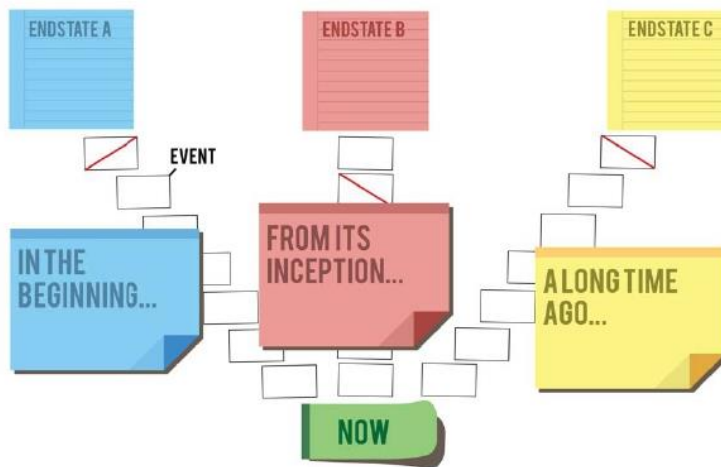 ENDSTATE A
ENDSTATE B
ENDSTATE C
EVENT
IN THE
BEGINNING...
FROM ITS
INCEPTION...
A LONG TIME
AGO...
NOW